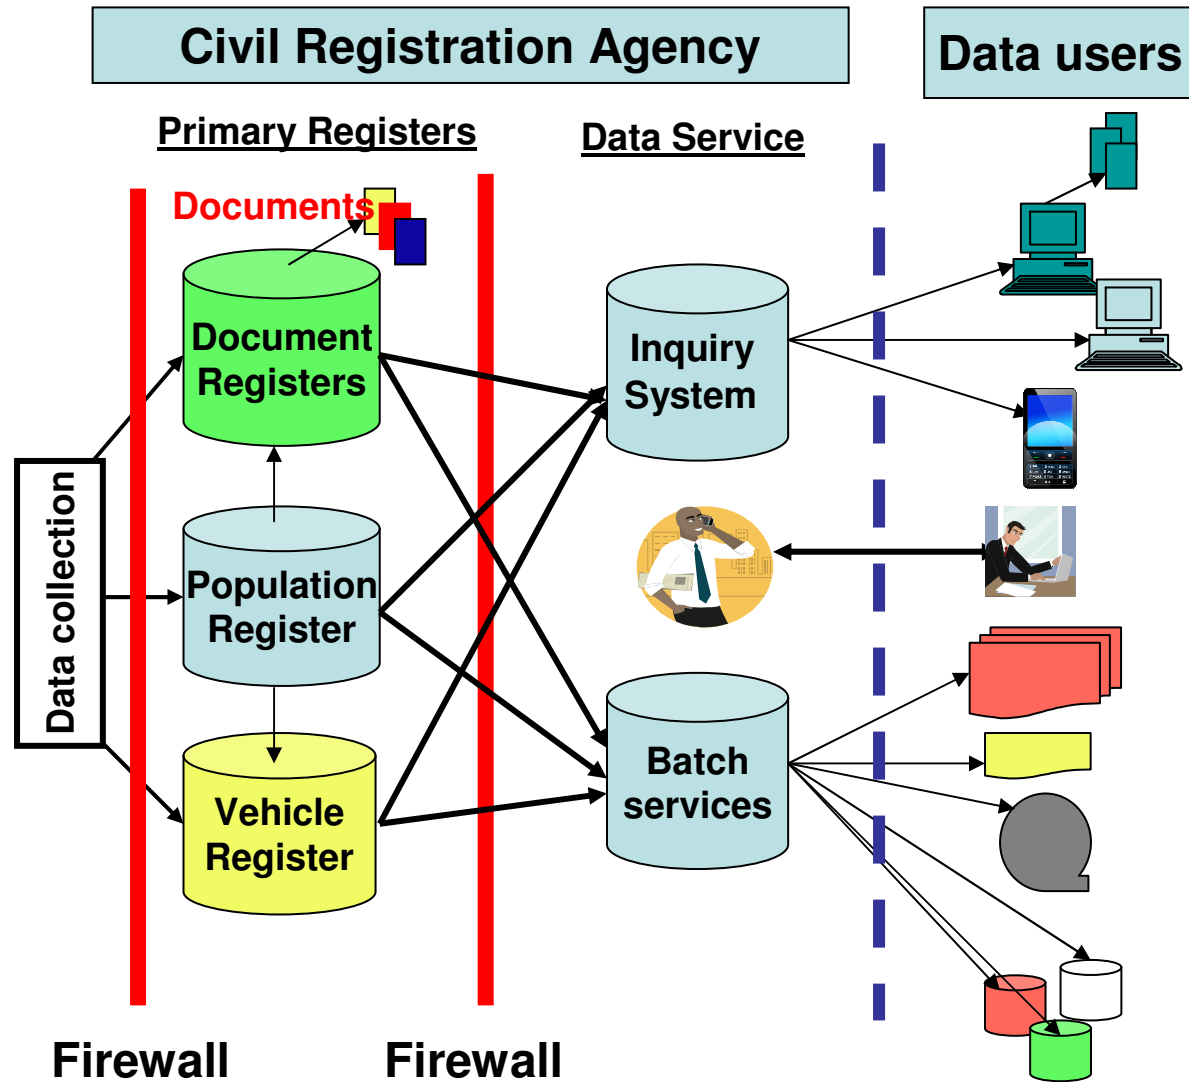 Civil Registration Agency
Data users
Primary Registers
Data Service
Documents
Document
Registers
Inquiry
System
Data collection
Population
Register
Vehicle
Register
Batch
services
Firewall
Firewall